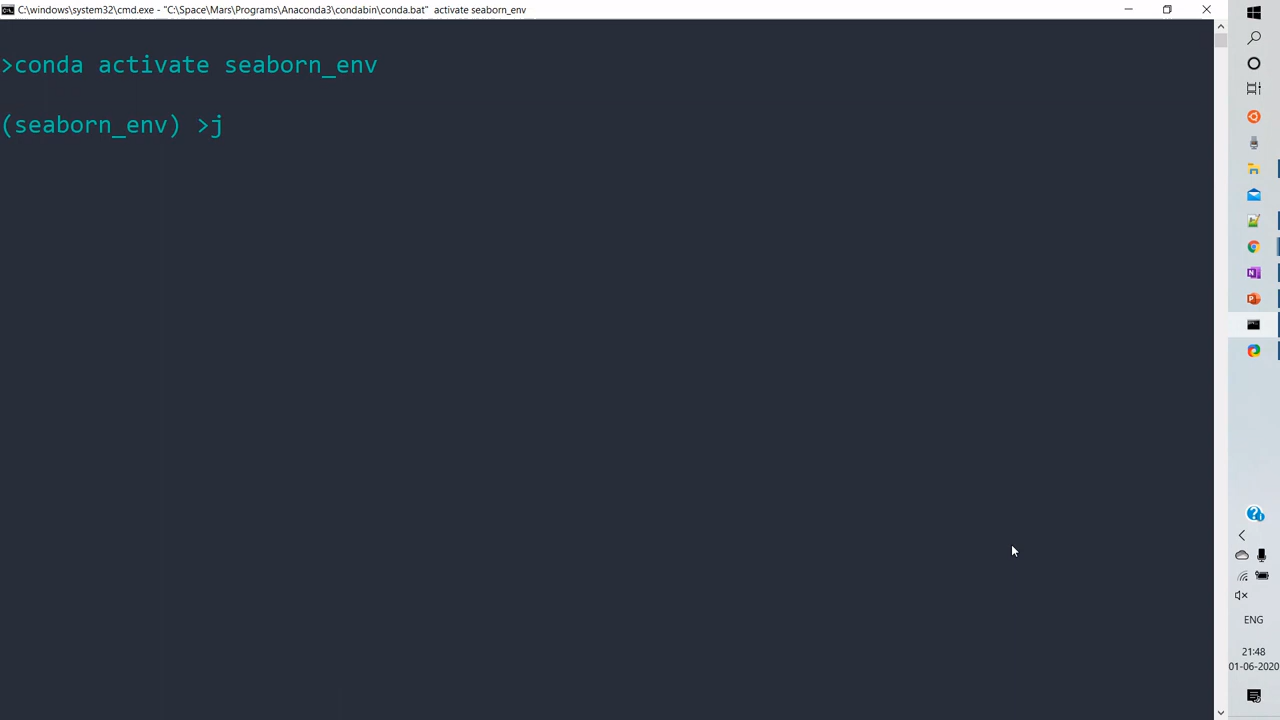 C:\windows\system32\cmd.exe - "C:\Space\Mars\Programs\Anaconda3\condabin\conda.bat" activate seaborn_env
>conda activate seaborn_env
(seaborn_env) >j
ENG
21:48
01-06-2020